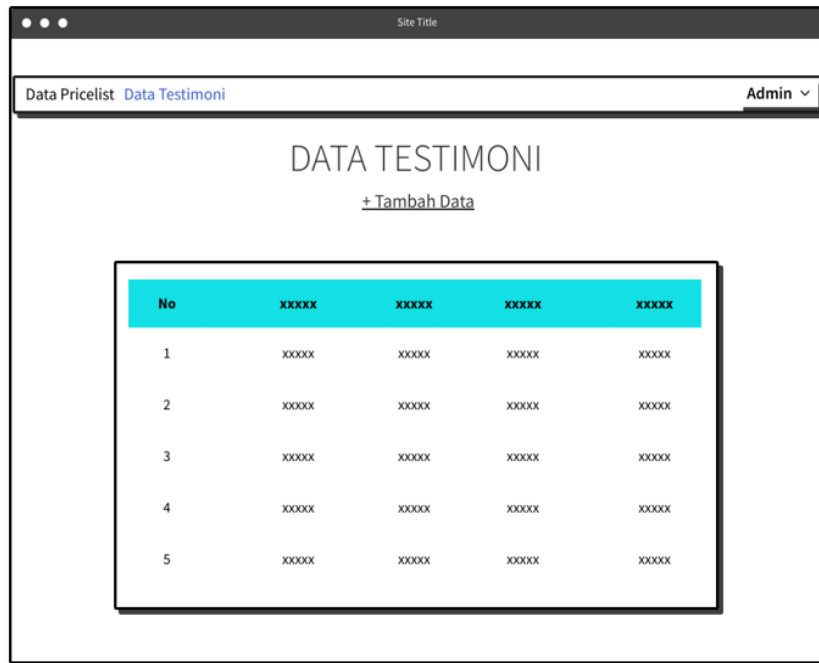 Site Title
Data Pricelist Data Testimoni Admin
DATA TESTIMONI
+ Tambah Data
No xxxxx xxxxx xxxxx xxxxx
1 xxxxx xxxxx xxxxx xxxxx
2 xxxxx xxxxx xxxxx xxxxx
3 xxxxx xxxxx xxxxx xxxxx
4 xxxxx xxxxx xxxxx xxxxx
5 xxxxx xxxxx xxxxx xxxxx